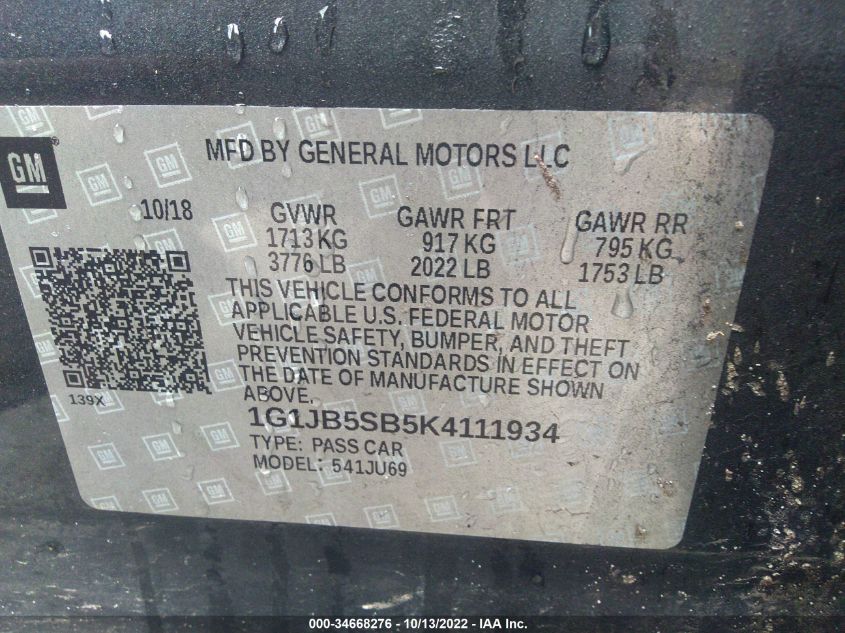 MFD BY GENERAL MOTORS LLC
GM
10/18
GVWR
1713 KG
3776 LB
GAWR FRT
917 KG
2022 LB
GAWR RR
795 KG
1753 LB
THIS VEHICLE CONFORMS TO ALL
APPLICABLE U.S. FEDERAL MOTOR
VEHICLE SAFETY, BUMPER, AND THEFT
PREVENTION STANDARDS IN EFFECT ON
THE DATE OF MANUFACTURE SHOWN
ABOVE.
139X
1G1JB5SB5K4111934
TYPE: PASS CAR
MODEL: 541JU69
000-34668276 - 10/13/2022 - IAA Inc.